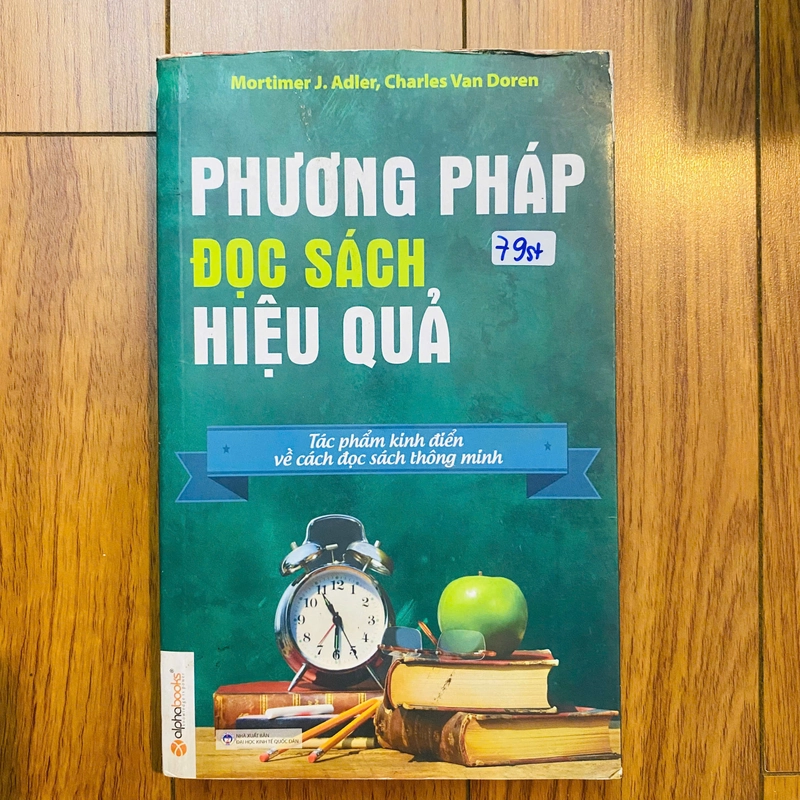 Mortimer J. Adler, Charles Van Doren
PHƯƠNG PHÁP
ĐỌC SÁCH
79st
HIỆU QUẢ
Tác phẩm kinh điển
về cách đọc sách thông minh
alphabooks®
NHÀ XUẤT BẢN
ĐẠI HỌC KINH TẾ QUỐC DÂN